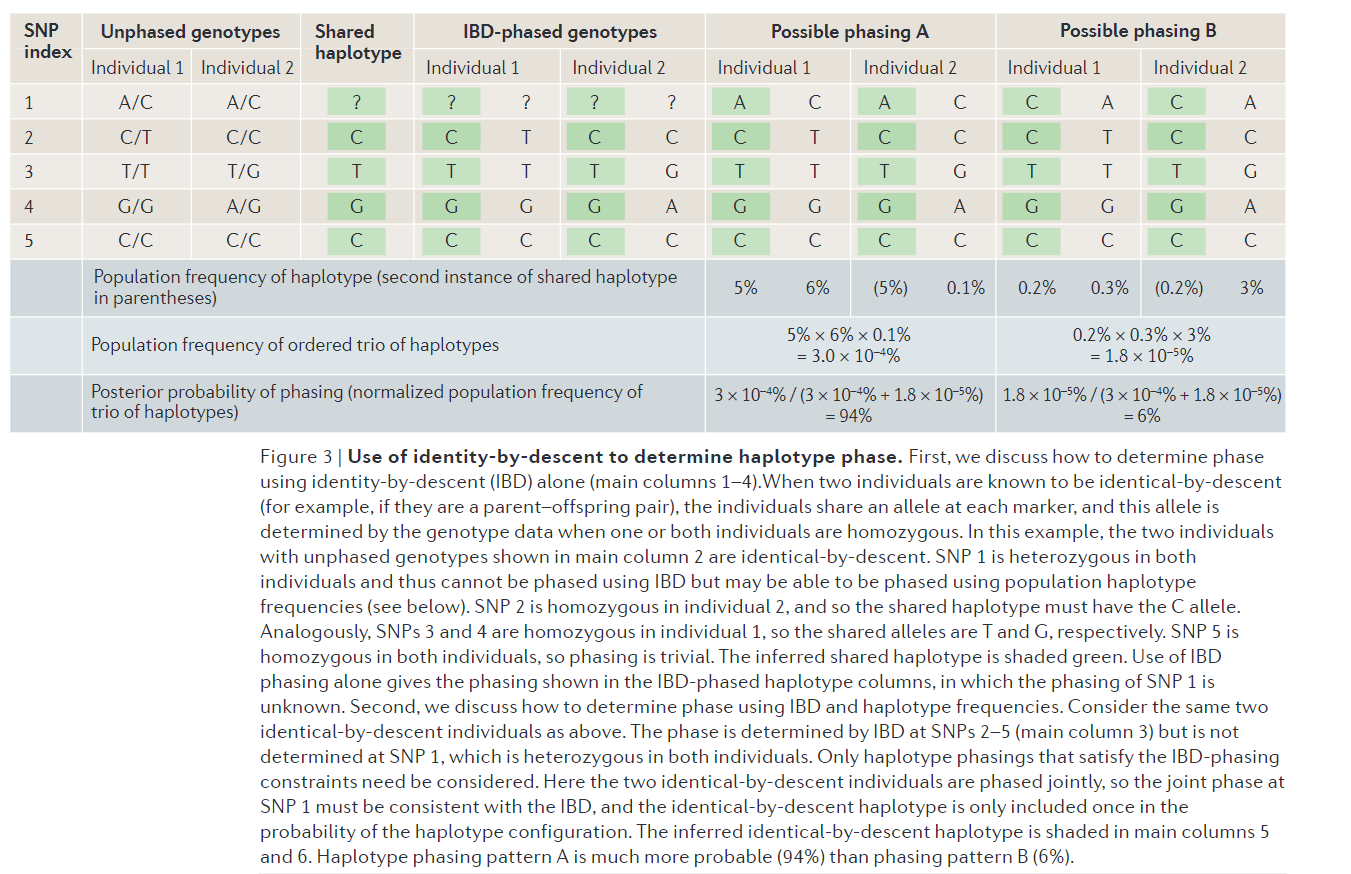 SNP index | Unphased genotypes | Shared haplotype | IBD-phased genotypes | Possible phasing A | Possible phasing B
Individual 1 | Individual 2 | Individual 1 | Individual 2 | Individual 1 | Individual 2 | Individual 1 | Individual 2
1 A/C A/C ? ? ? ? ? A C A C C A C A
2 C/T C/C C C T C C C T C C C T C C
3 T/T T/G T T T T G T T T G T T T G
4 G/G A/G G G G G A G G G A G G G A
5 C/C C/C C C C C C C C C C C C C C
Population frequency of haplotype (second instance of shared haplotype
in parentheses)
5% 6% (5%) 0.1% 0.2% 0.3% (0.2%) 3%
Population frequency of ordered trio of haplotypes
5% × 6% × 0.1%
= 3.0 × 10⁻⁴%
0.2% × 0.3% × 3%
= 1.8 × 10⁻⁵%
Posterior probability of phasing (normalized population frequency of
trio of haplotypes)
3 × 10⁻⁴% / (3 × 10⁻⁴% + 1.8 × 10⁻⁵%)
= 94%
1.8 × 10⁻⁵% / (3 × 10⁻⁴% + 1.8 × 10⁻⁵%)
= 6%
Figure 3 | Use of identity-by-descent to determine haplotype phase. First, we discuss how to determine phase
using identity-by-descent (IBD) alone (main columns 1–4).When two individuals are known to be identical-by-descent
(for example, if they are a parent–offspring pair), the individuals share an allele at each marker, and this allele is
determined by the genotype data when one or both individuals are homozygous. In this example, the two individuals
with unphased genotypes shown in main column 2 are identical-by-descent. SNP 1 is heterozygous in both
individuals and thus cannot be phased using IBD but may be able to be phased using population haplotype
frequencies (see below). SNP 2 is homozygous in individual 2, and so the shared haplotype must have the C allele.
Analogously, SNPs 3 and 4 are homozygous in individual 1, so the shared alleles are T and G, respectively. SNP 5 is
homozygous in both individuals, so phasing is trivial. The inferred shared haplotype is shaded green. Use of IBD
phasing alone gives the phasing shown in the IBD-phased haplotype columns, in which the phasing of SNP 1 is
unknown. Second, we discuss how to determine phase using IBD and haplotype frequencies. Consider the same two
identical-by-descent individuals as above. The phase is determined by IBD at SNPs 2–5 (main column 3) but is not
determined at SNP 1, which is heterozygous in both individuals. Only haplotype phasings that satisfy the IBD-phasing
constraints need be considered. Here the two identical-by-descent individuals are phased jointly, so the joint phase at
SNP 1 must be consistent with the IBD, and the identical-by-descent haplotype is only included once in the
probability of the haplotype configuration. The inferred identical-by-descent haplotype is shaded in main columns 5
and 6. Haplotype phasing pattern A is much more probable (94%) than phasing pattern B (6%).